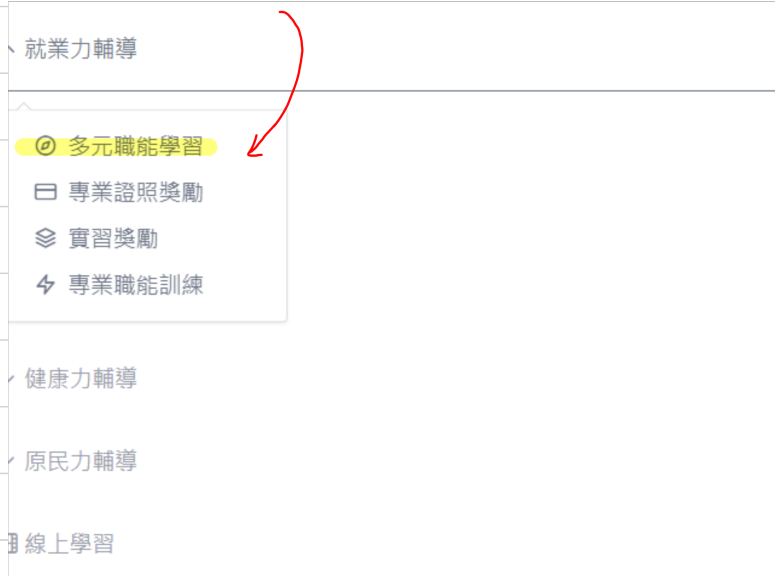 就業力輔導
多元職能學習
專業證照獎勵
實習獎勵
專業職能訓練
健康力輔導
原民力輔導
線上學習